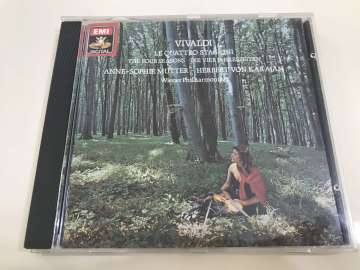 EMI
DIGITAL
VIVALDI
LE QUATTRO STAGIONI
THE FOUR SEASONS · DIE VIER JAHRESZEITEN
ANNE-SOPHIE MUTTER · HERBERT VON KARAJAN
Wiener Philharmoniker